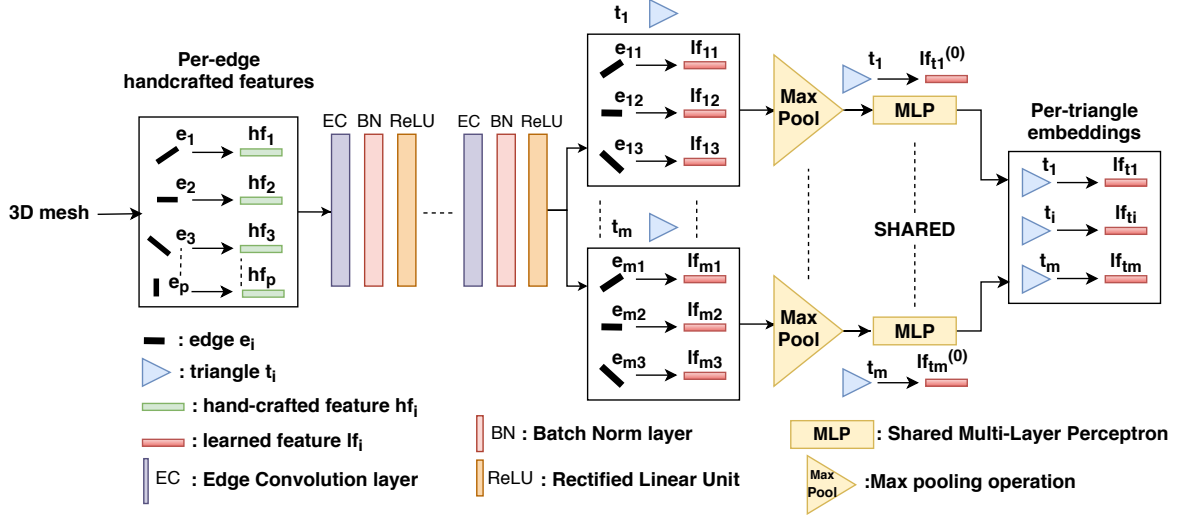 Per-edge
handcrafted features
3D mesh
e1 hf1
e2 hf2
e3 hf3
ep hfp
EC BN ReLU
EC BN ReLU
t1
e11 lf11
e12 lf12
e13 lf13
tm
em1 lfm1
em2 lfm2
em3 lfm3
Max
Pool
t1 lft1(0)
MLP
SHARED
Max
Pool
MLP
tm lftm(0)
Per-triangle
embeddings
t1 lft1
ti lfti
tm lftm
: edge ei
: triangle ti
: hand-crafted feature hfi
: learned feature lfi
EC : Edge Convolution layer
BN : Batch Norm layer
ReLU : Rectified Linear Unit
MLP : Shared Multi-Layer Perceptron
Max
Pool :Max pooling operation